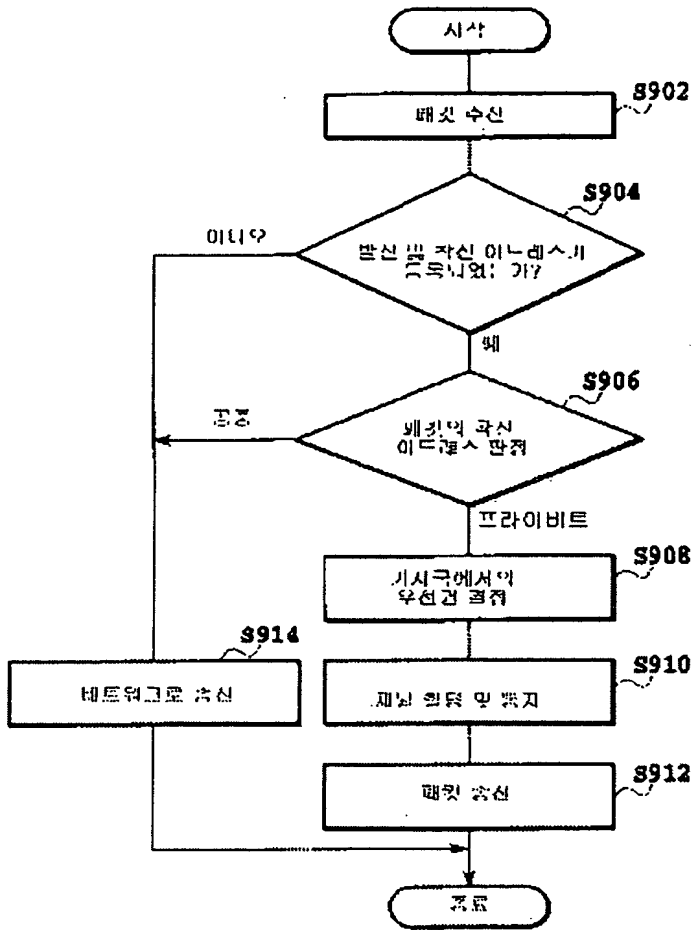 시작
S902
패킷 수신
S904
아니오
발신 및 착신 어드레스가
등록되었는가?
예
S906
공중
패킷의 착신
어드레스 판정
프라이비트
S908
기지국에서의
우선권 결정
S914
네트워크로 송신
S910
채널 할당 및 통지
S912
패킷 송신
종료